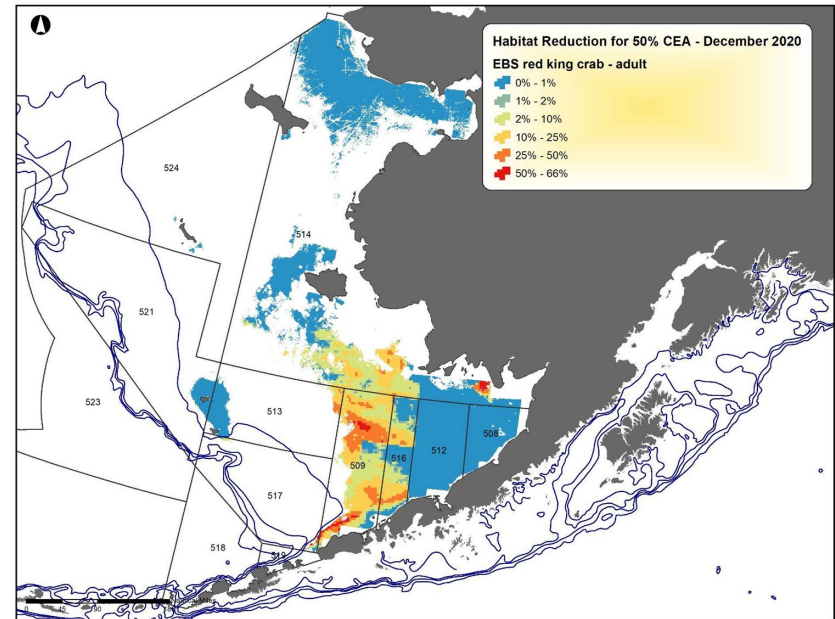 Habitat Reduction for 50% CEA - December 2020
EBS red king crab - adult
0% - 1%
1% - 2%
2% - 10%
10% - 25%
25% - 50%
50% - 66%
524
514
521
523
513
508
512
516
509
517
518
519
0 45 90
Miles